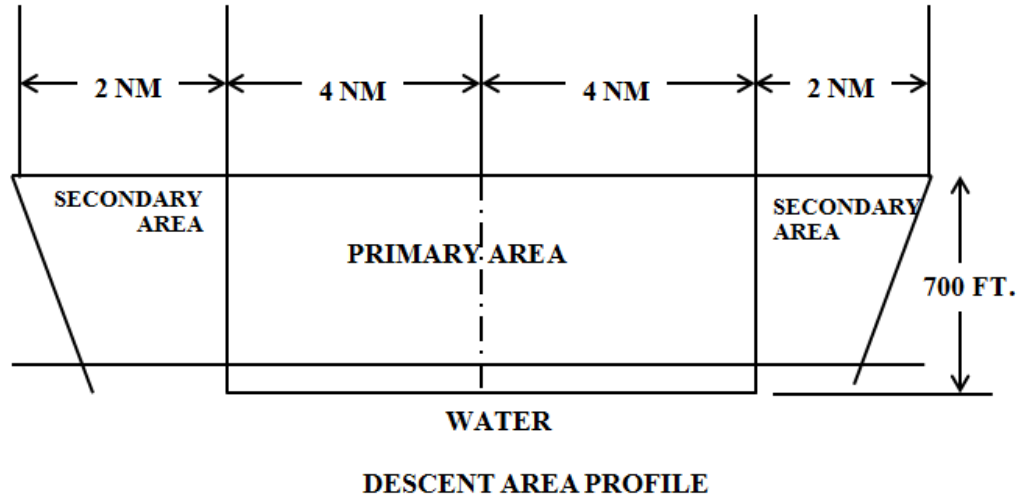 2 NM
4 NM
4 NM
2 NM
SECONDARY
AREA
PRIMARY AREA
SECONDARY
AREA
700 FT.
WATER
DESCENT AREA PROFILE